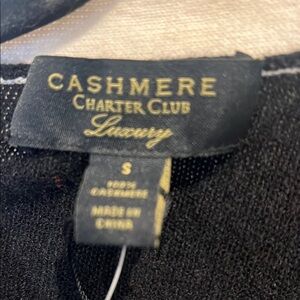 CASHMERE
CHARTER CLUB
Luxury
S
100%
CASHMERE
MADE IN
CHINA